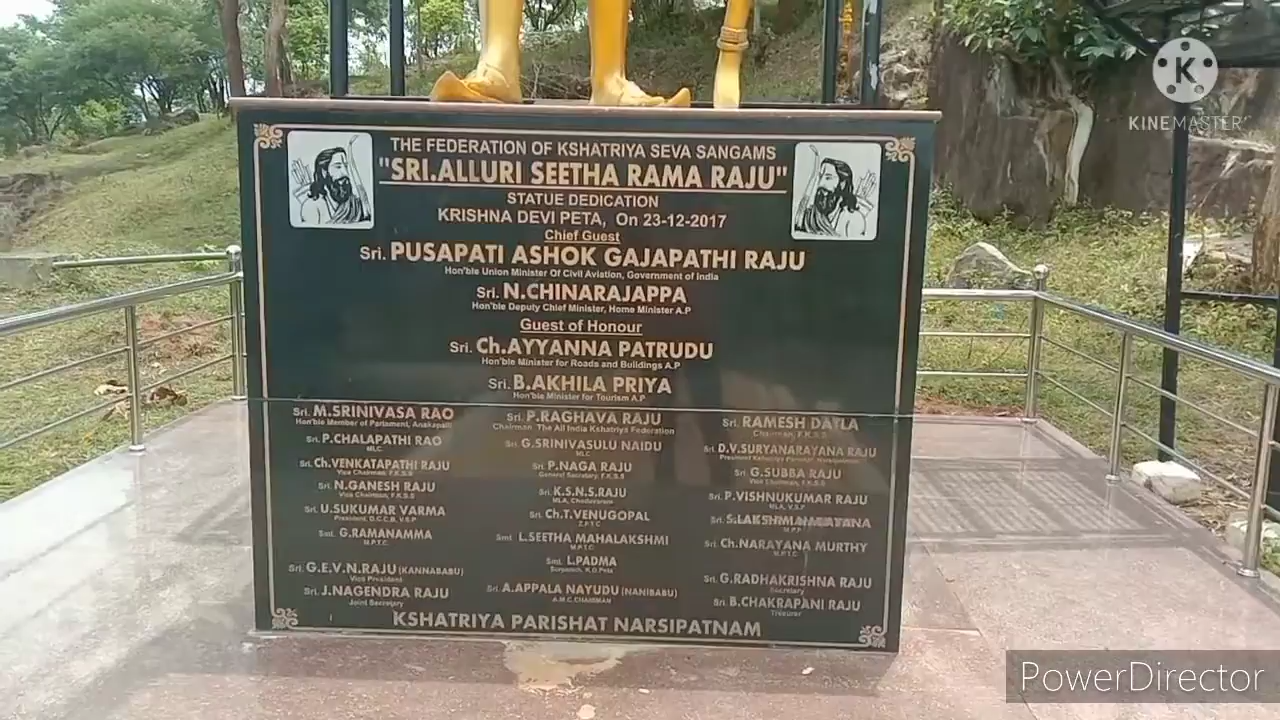 THE FEDERATION OF KSHATRIYA SEVA SANGAMS
"SRI.ALLURI SEETHA RAMA RAJU"
STATUE DEDICATION
KRISHNA DEVI PETA, On 23-12-2017
Chief Guest
Sri. PUSAPATI ASHOK GAJAPATHI RAJU
Hon'ble Union Minister Of Civil Aviation, Government of India
Sri. N.CHINARAJAPPA
Hon'ble Deputy Chief Minister, Home Minister A.P
Guest of Honour
Sri. Ch.AYYANNA PATRUDU
Hon'ble Minister for Roads and Buildings A.P
Sri. B.AKHILA PRIYA
Hon'ble Minister for Tourism A.P
Sri. M.SRINIVASA RAO
Hon'ble Member of Parlament, Anakapalli
Sri. P.CHALAPATHI RAO
MLC.
Sri. Ch.VENKATAPATHI RAJU
Vice Chairman, F.K.S.S
Sri. N.GANESH RAJU
Vice Chairman, F.K.S.S
Sri. U.SUKUMAR VARMA
President, D.C.C.B, V.S.P
Smt. G.RAMANAMMA
M.P.T.C.
Sri. G.E.V.N.RAJU (KANNABABU)
Vice President
Sri. J.NAGENDRA RAJU
Joint Secretary
Sri. P.RAGHAVA RAJU
Chairman, The All India Kshatriya Federation
Sri. G.SRINIVASULU NAIDU
MLC
Sri. P.NAGA RAJU
General Secretary, F.K.S.S
Sri. K.S.N.S.RAJU
MLA, Chodavaram
Sri. Ch.T.VENUGOPAL
Z.P.T.C
Smt. L.SEETHA MAHALAKSHMI
M.P.T.C
Smt. L.PADMA
Surpanch, K.D.Peta
Sri. A.APPALA NAYUDU (NANIBABU)
A.M.C.CHAIRMAN
Sri. RAMESH DATLA
Chairman, F.K.S.S
Sri. D.V.SURYANARAYANA RAJU
President Kshatriya Parishat,
Sri. G.SUBBA RAJU
Vice Chairman, F.K.S.S
Sri. P.VISHNUKUMAR RAJU
MLA, V.S.P
Sri.
M.P.P
Sri. Ch.NARAYANA MURTHY
M.P.T.C
Sri. G.RADHAKRISHNA RAJU
Secretary
Sri. B.CHAKRAPANI RAJU
Treasurer
KSHATRIYA PARISHAT NARSIPATNAM
K
KINEMASTER
PowerDirector